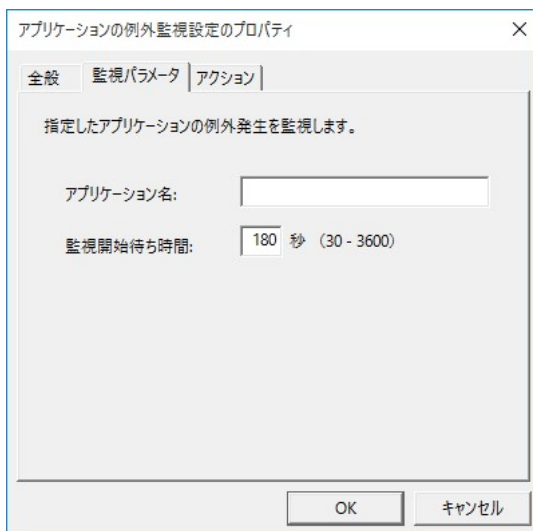 アプリケーションの例外監視設定のプロパティ
全般 監視パラメータ アクション
指定したアプリケーションの例外発生を監視します。
アプリケーション名:
監視開始待ち時間: 180 秒 (30 - 3600)
OK キャンセル